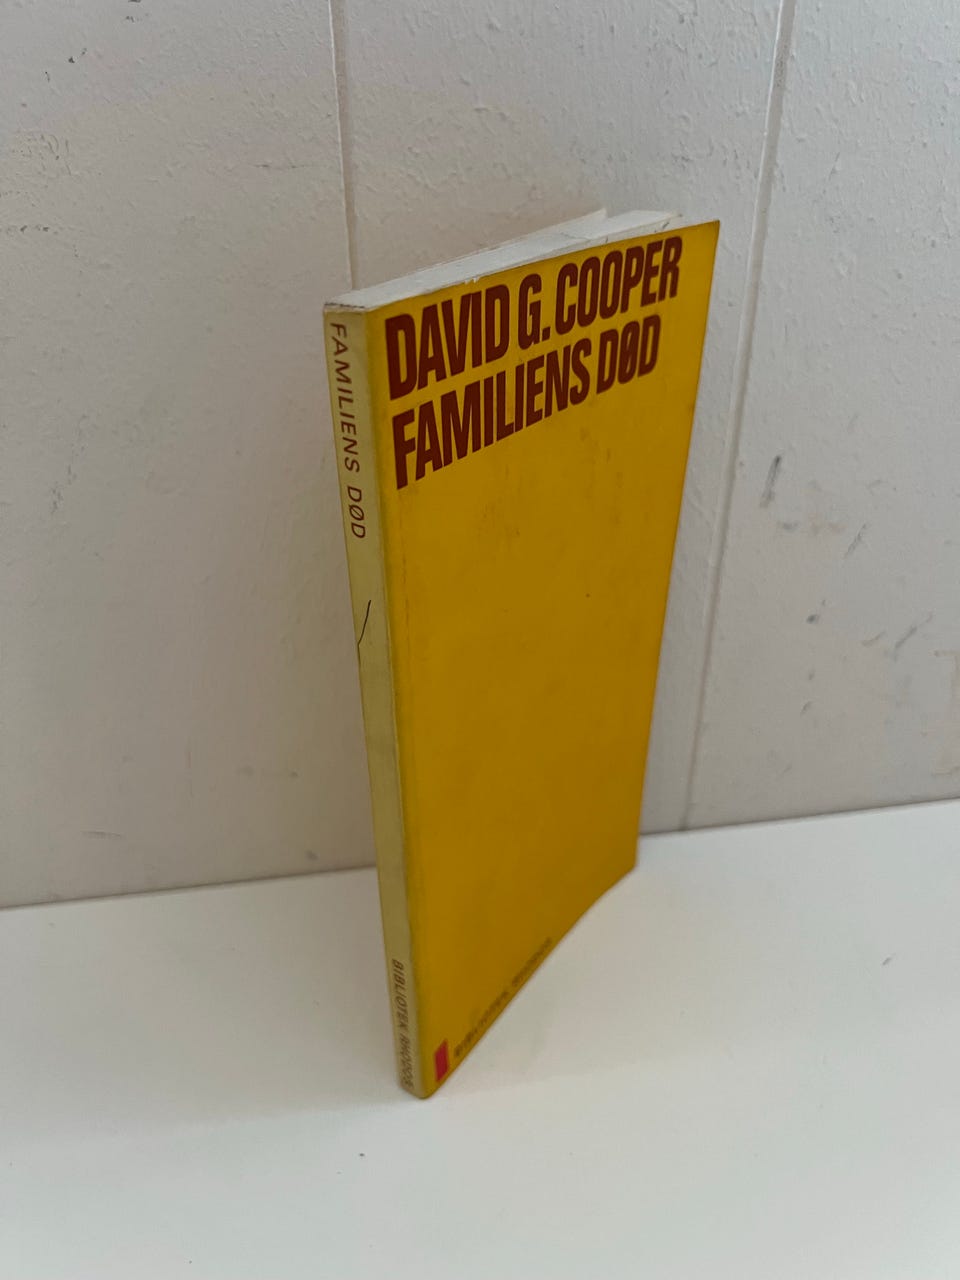 DAVID G. COOPER
FAMILIENS DØD
FAMILIENS DØD
BIBLIOTEK RHODOS
BIBLIOTEK RHODOS